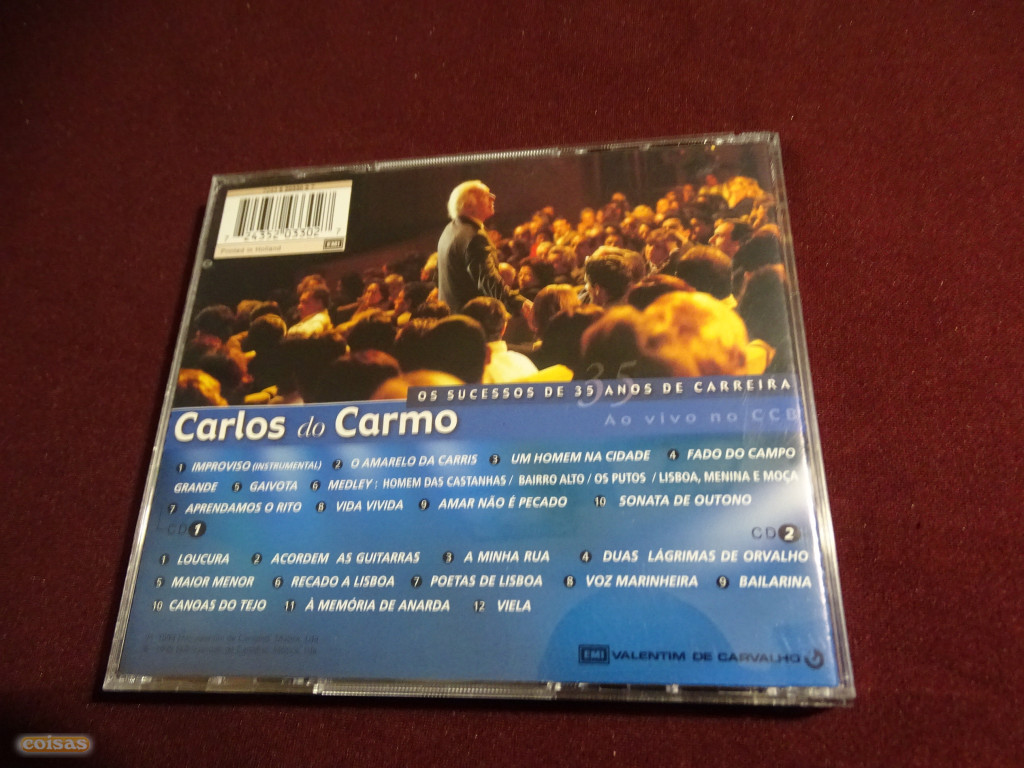 7 24352 03302 7
Printed in Holland
EMI
35
OS SUCESSOS DE 35 ANOS DE CARREIRA
Carlos do Carmo
Ao vivo no CCB
1 IMPROVISO (INSTRUMENTAL) 2 O AMARELO DA CARRIS 3 UM HOMEM NA CIDADE 4 FADO DO CAMPO
GRANDE 5 GAIVOTA 6 MEDLEY: HOMEM DAS CASTANHAS / BAIRRO ALTO / OS PUTOS / LISBOA, MENINA E MOÇA
7 APRENDAMOS O RITO 8 VIDA VIVIDA 9 AMAR NÃO É PECADO 10 SONATA DE OUTONO
CD 1
CD 2
1 LOUCURA 2 ACORDEM AS GUITARRAS 3 A MINHA RUA 4 DUAS LÁGRIMAS DE ORVALHO
5 MAIOR MENOR 6 RECADO A LISBOA 7 POETAS DE LISBOA 8 VOZ MARINHEIRA 9 BAILARINA
10 CANOAS DO TEJO 11 À MEMÓRIA DE ANARDA 12 VIELA
EMI VALENTIM DE CARVALHO
coisas